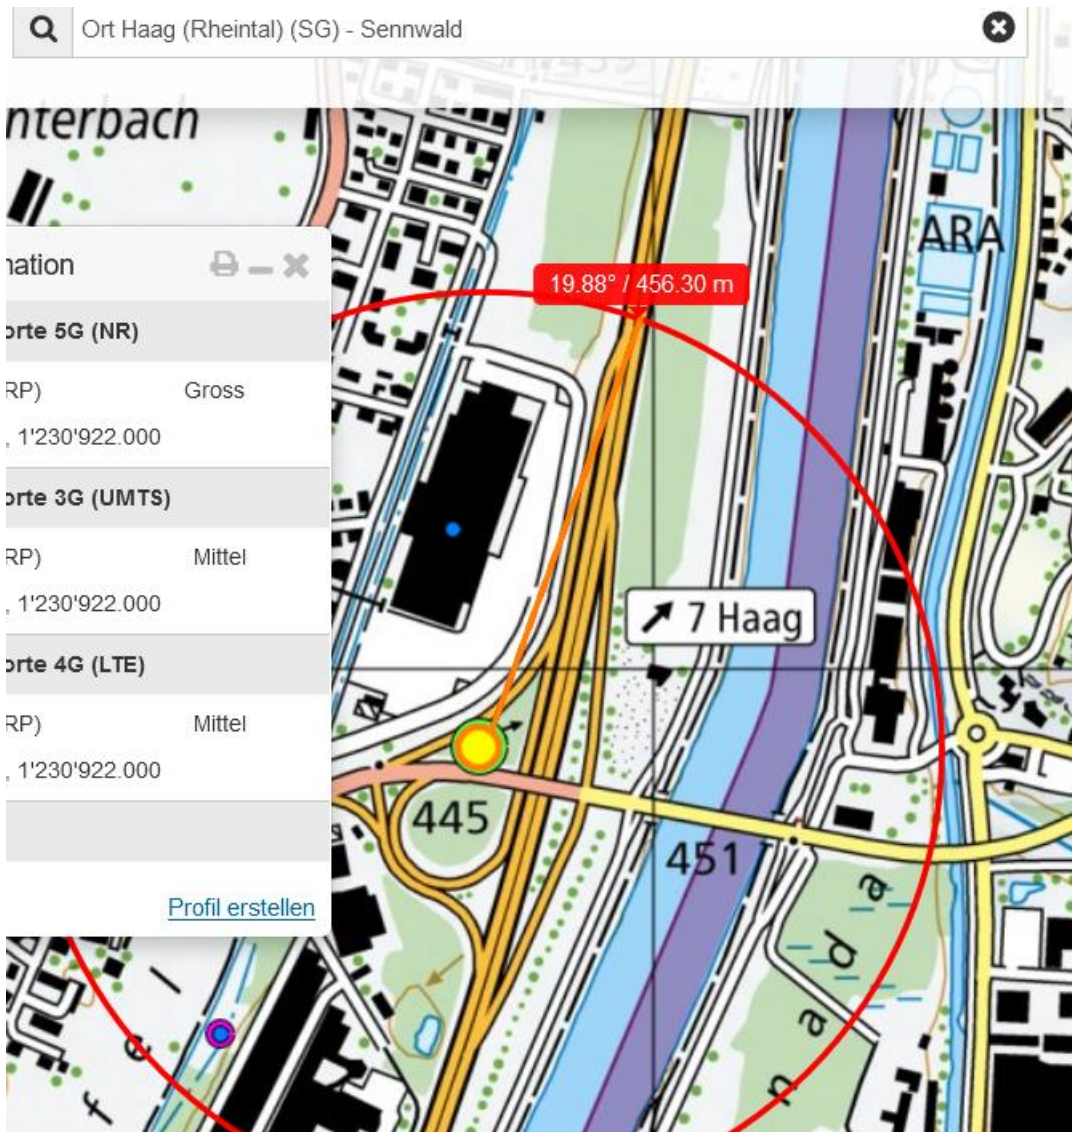 Ort Haag (Rheintal) (SG) - Sennwald
nterbach
ARA
nation
19.88° / 456.30 m
orte 5G (NR)
RP) Gross
, 1'230'922.000
orte 3G (UMTS)
RP) Mittel
, 1'230'922.000
7 Haag
orte 4G (LTE)
RP) Mittel
, 1'230'922.000
445
451
Profil erstellen
f e l
n a d a